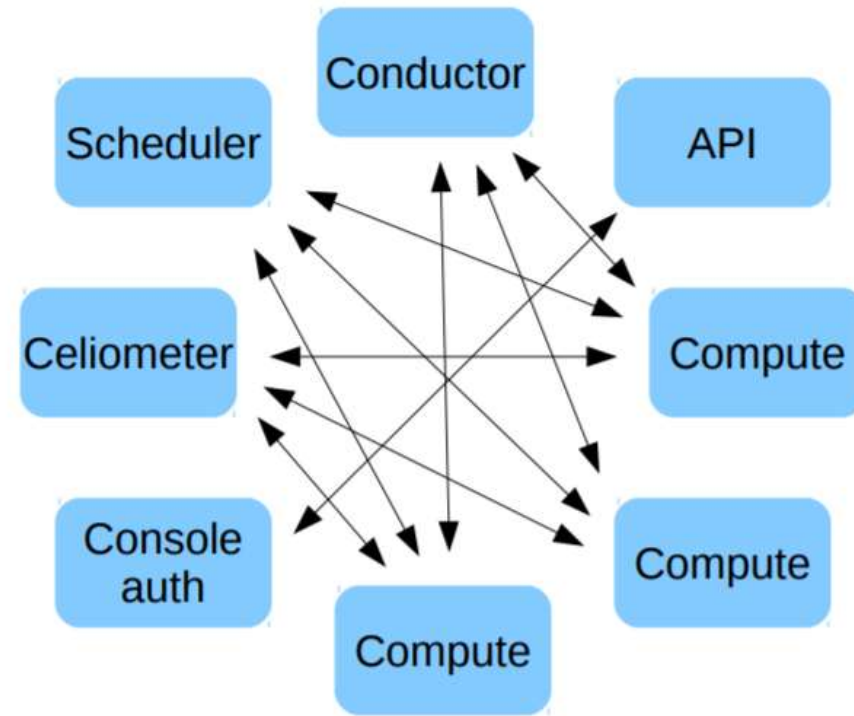 Conductor
Scheduler
API
Celiometer
Compute
Console
auth
Compute
Compute